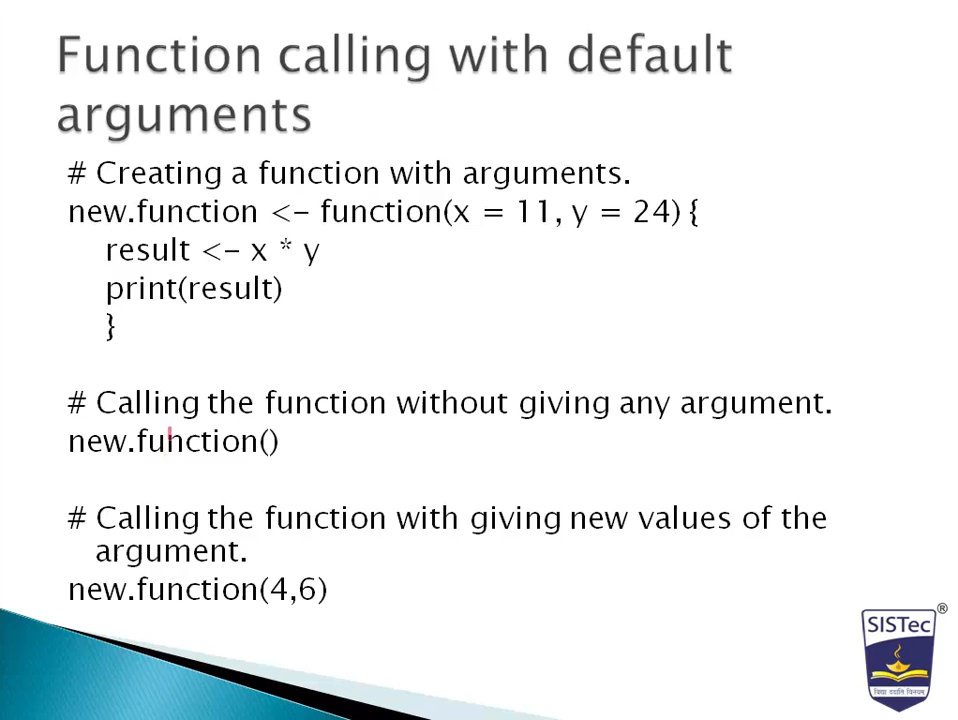 Function calling with default
arguments
# Creating a function with arguments.
new.function <- function(x = 11, y = 24) {
result <- x * y
print(result)
}
# Calling the function without giving any argument.
new.function()
# Calling the function with giving new values of the
argument.
new.function(4,6)
SISTec
®
विद्या ददाति विनयम्